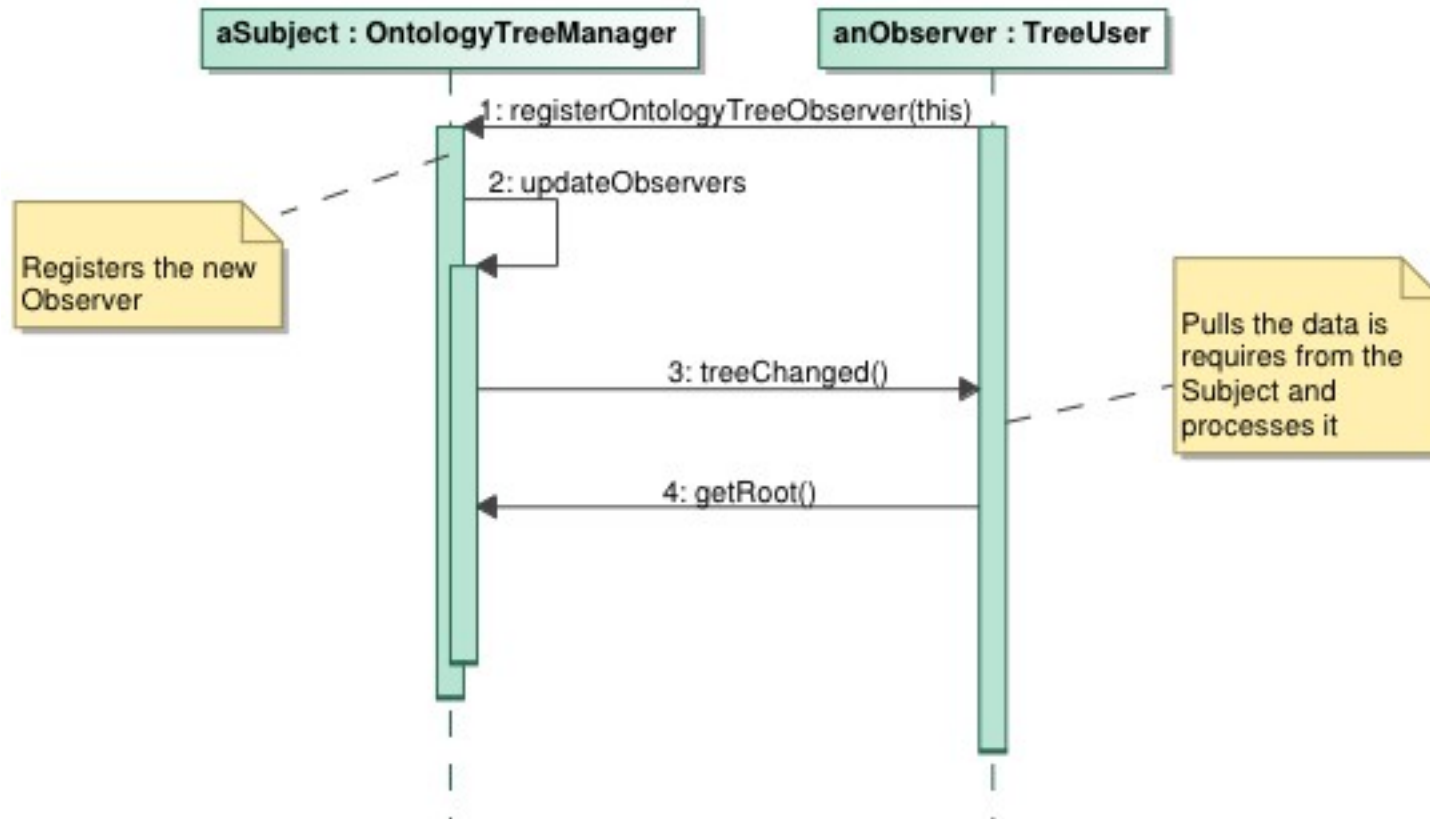 aSubject : OntologyTreeManager
anObserver : TreeUser
1: registerOntologyTreeObserver(this)
2: updateObservers
Registers the new
Observer
Pulls the data is
requires from the
Subject and
processes it
3: treeChanged()
4: getRoot()